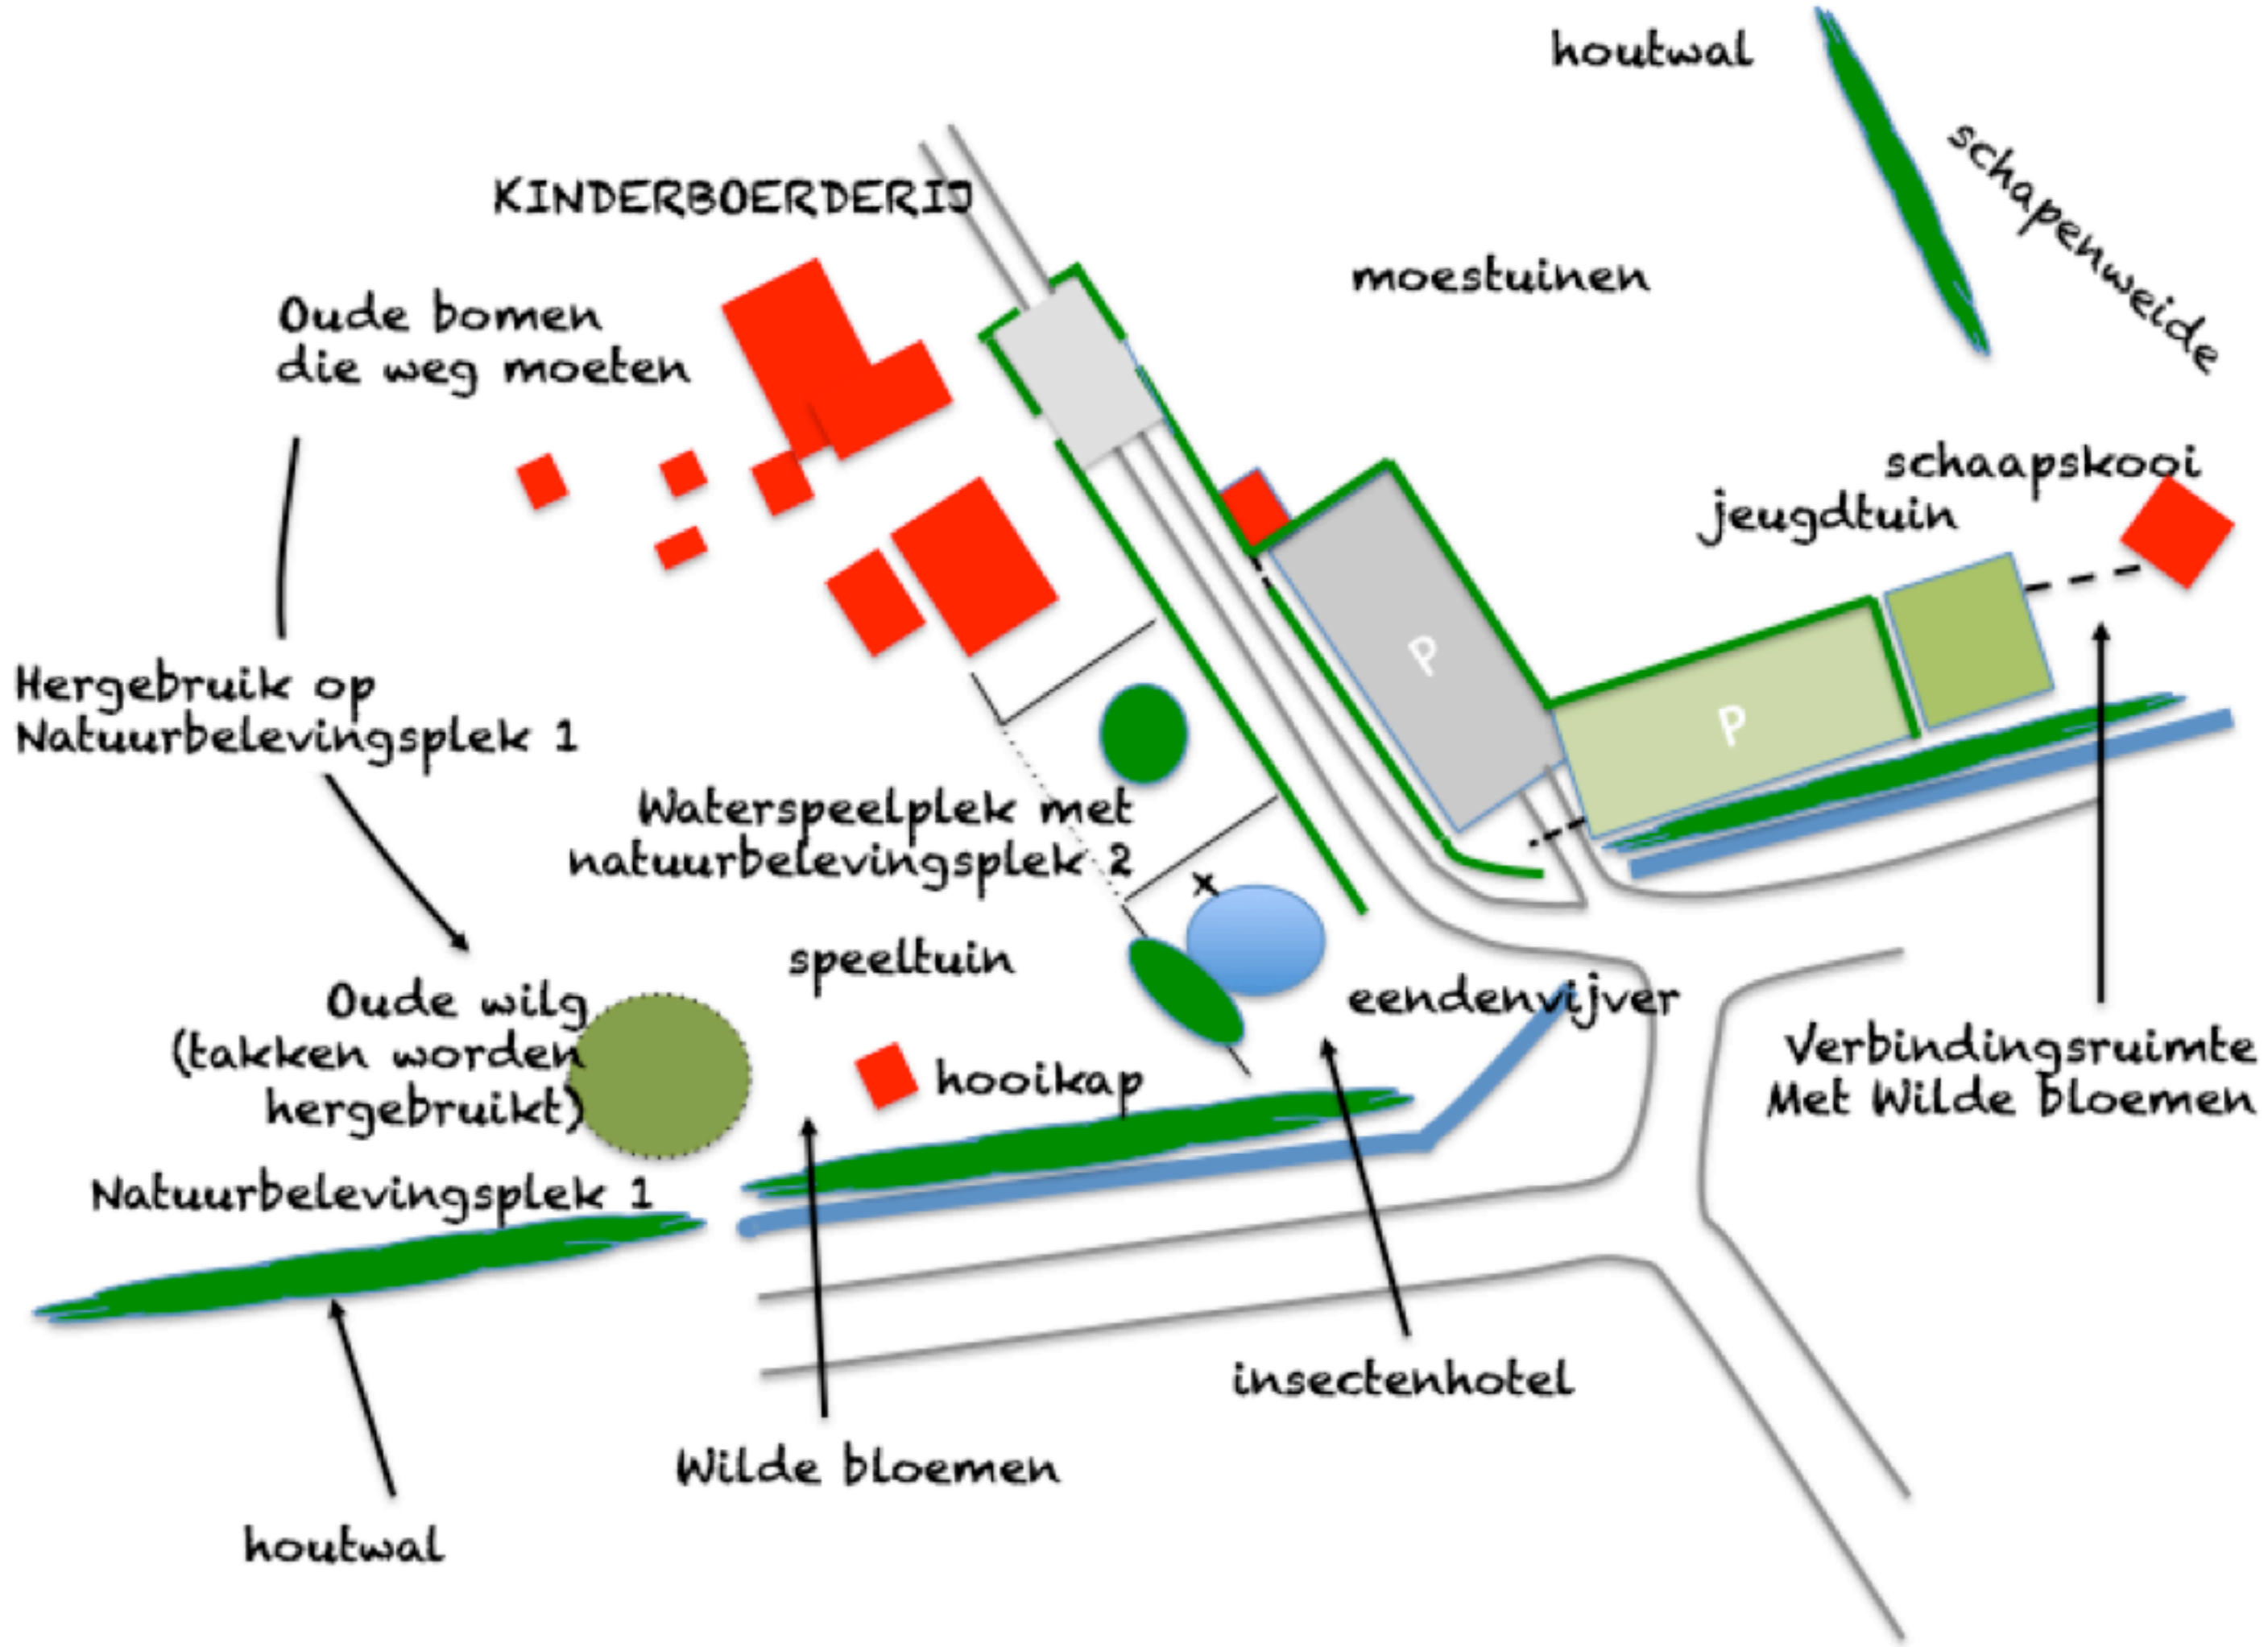 houtwal
schapenweide
KINDERBOERDERIJ
moestuinen
Oude bomen
die weg moeten
schaapskooi
jeugdtuin
P
P
Hergebruik op
Natuurbelevingsplek 1
Waterspeelplek met
natuurbelevingsplek 2
x
speeltuin
eendenvijver
Oude wilg
(takken worden
hergebruikt)
hooikap
Verbindingsruimte
Met Wilde bloemen
Natuurbelevingsplek 1
insectenhotel
Wilde bloemen
houtwal